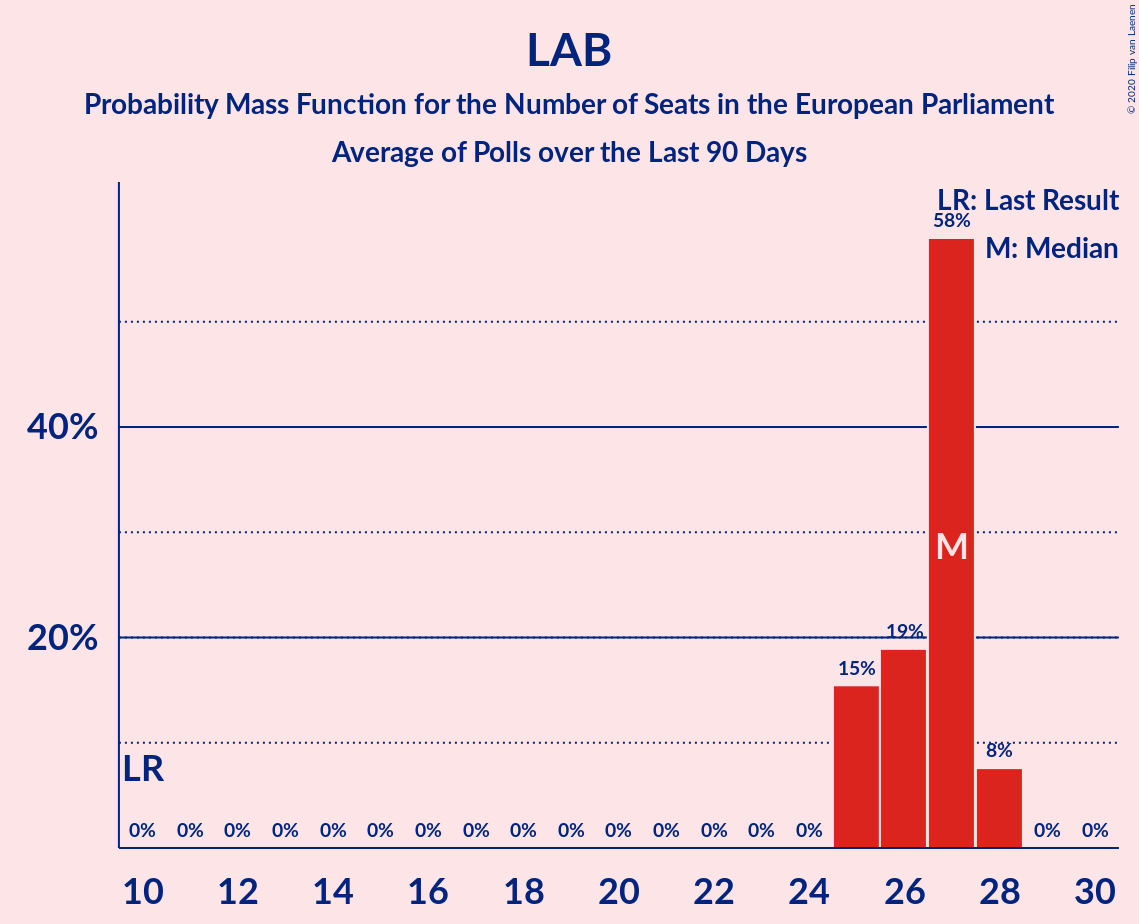 LAB
Probability Mass Function for the Number of Seats in the European Parliament
Average of Polls over the Last 90 Days
© 2020 Filip van Laenen
LR: Last Result
M: Median
58%
40%
M
20%
19%
15%
8%
LR
0% 0% 0% 0% 0% 0% 0% 0% 0% 0% 0% 0% 0% 0% 0% 0% 0%
10 12 14 16 18 20 22 24 26 28 30